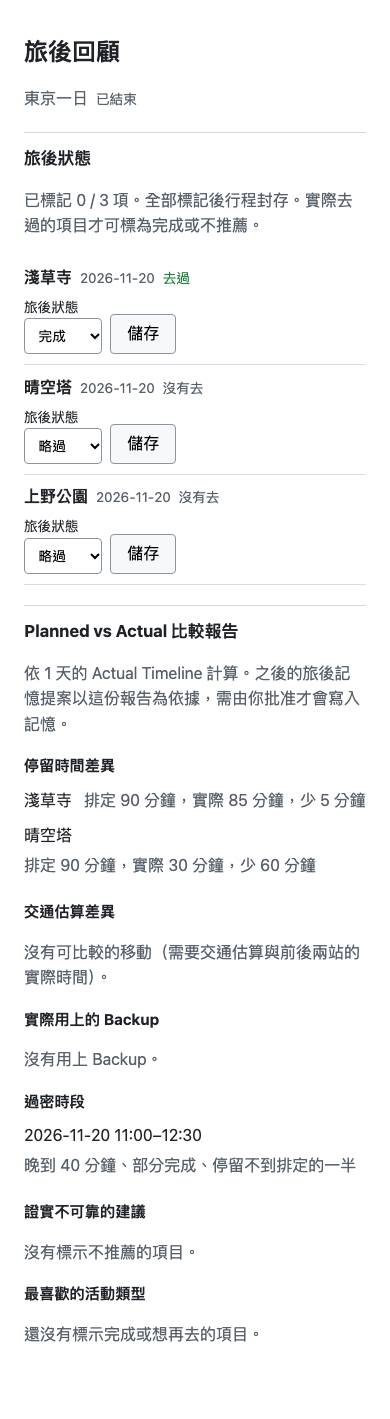 旅後回顧
東京一日 已結束
旅後狀態
已標記 0 / 3 項。全部標記後行程封存。實際去
過的項目才可標為完成或不推薦。
淺草寺 2026-11-20 去過
旅後狀態
完成 儲存
晴空塔 2026-11-20 沒有去
旅後狀態
略過 儲存
上野公園 2026-11-20 沒有去
旅後狀態
略過 儲存
Planned vs Actual 比較報告
依 1 天的 Actual Timeline 計算。之後的旅後記
憶提案以這份報告為依據，需由你批准才會寫入
記憶。
停留時間差異
淺草寺 排定 90 分鐘，實際 85 分鐘，少 5 分鐘
晴空塔
排定 90 分鐘，實際 30 分鐘，少 60 分鐘
交通估算差異
沒有可比較的移動（需要交通估算與前後兩站的
實際時間）。
實際用上的 Backup
沒有用上 Backup。
過密時段
2026-11-20 11:00–12:30
晚到 40 分鐘、部分完成、停留不到排定的一半
證實不可靠的建議
沒有標示不推薦的項目。
最喜歡的活動類型
還沒有標示完成或想再去的項目。